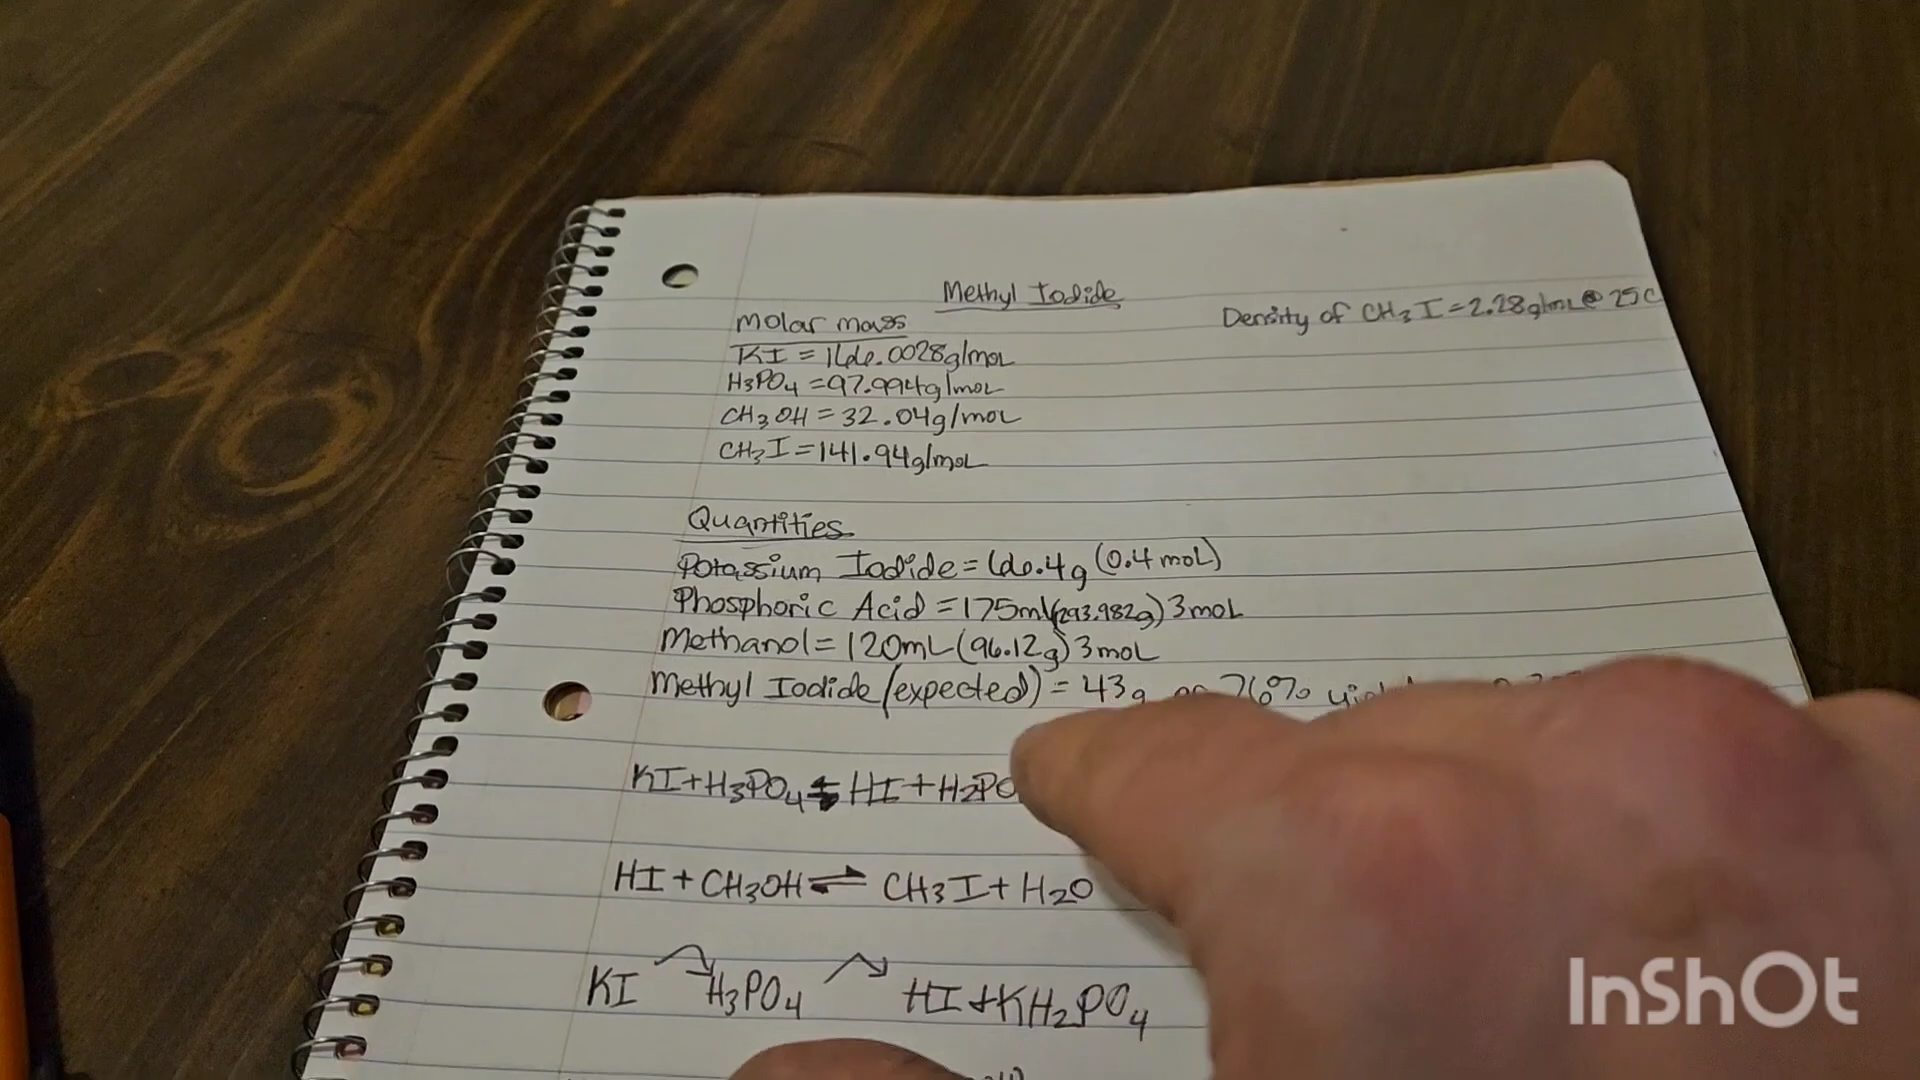 Methyl Iodide
Density of CH3I=2.28g/mL@25C
Molar mass
KI = 166.0028g/moL
H3PO4=97.994g/moL
CH3OH=32.04g/moL
CH3I=141.94g/moL
Quantities
Potassium Iodide=66.4g (0.4moL)
Phosphoric Acid=175mL(293.982g)3moL
Methanol=120mL(96.12g)3moL
Methyl Iodide(expected)=43g 76%
KI+H3PO4⇆HI+H2PO
HI+CH3OH⇌CH3I+H2O
KI H3PO4 HI+KH2PO4
InShOt